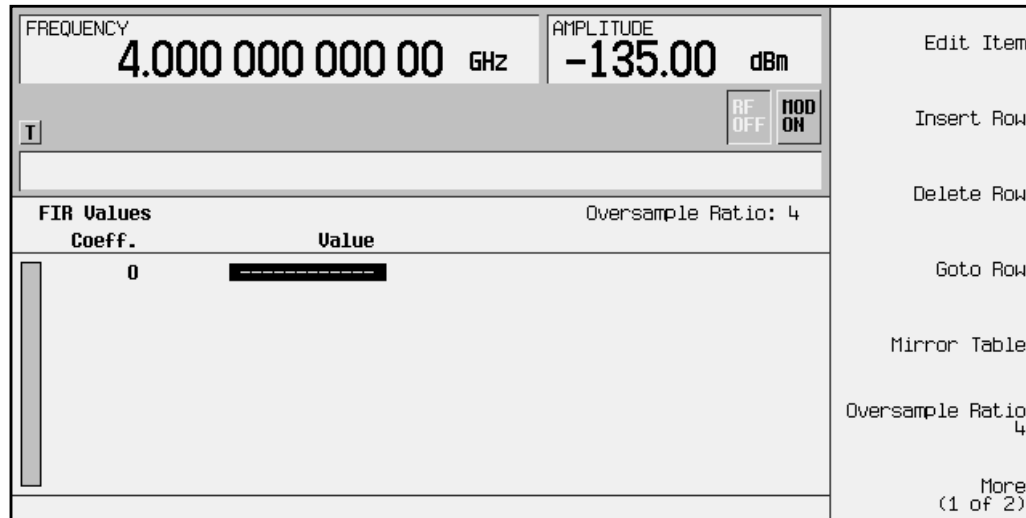 FREQUENCY
4.000 000 000 00 GHz
AMPLITUDE
-135.00 dBm
RF OFF
MOD ON
T
FIR Values
Oversample Ratio: 4
Coeff. Value
0 ------------
Edit Item
Insert Row
Delete Row
Goto Row
Mirror Table
Oversample Ratio
4
More
(1 of 2)